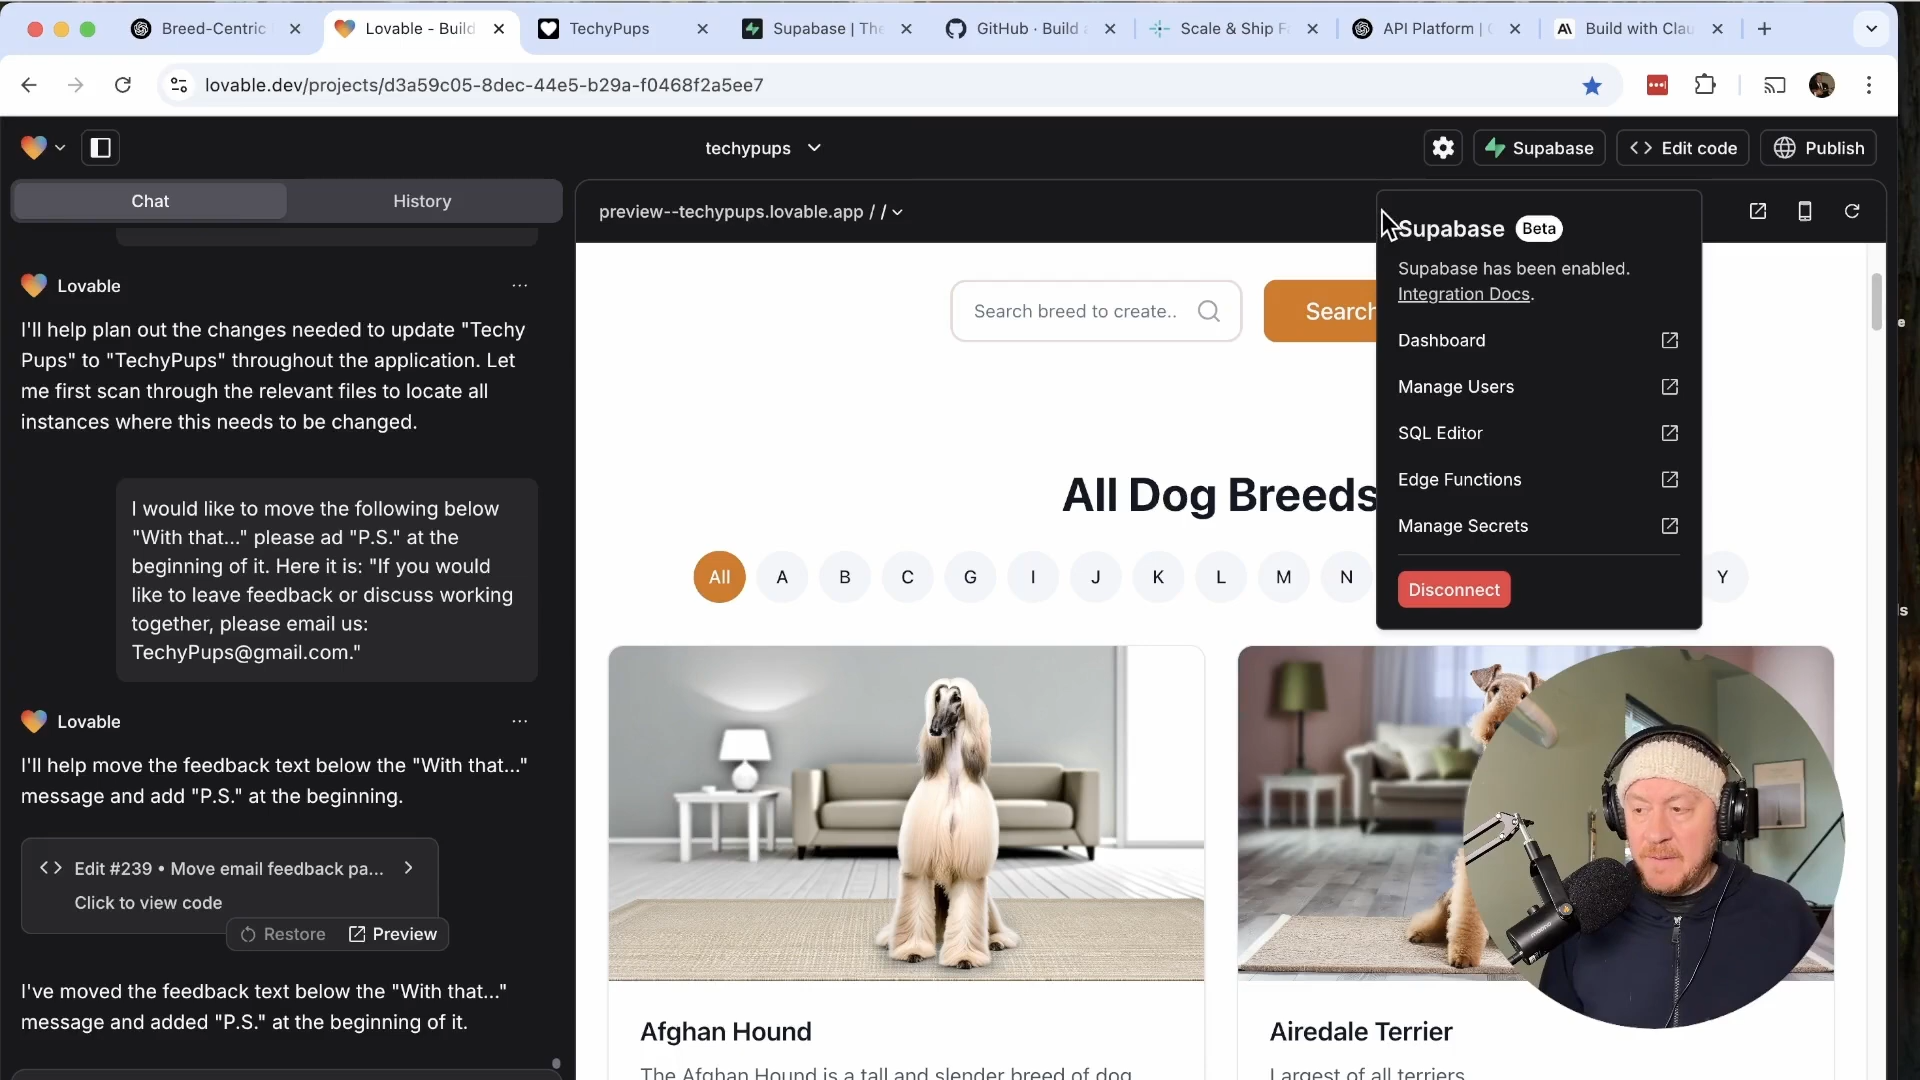 Breed-Centric
Lovable - Build
TechyPups
Supabase | The
GitHub · Build a
Scale & Ship Fa
API Platform |
Build with Clau
lovable.dev/projects/d3a59c05-8dec-44e5-b29a-f0468f2a5ee7
techypups
Supabase
Edit code
Publish
Chat
History
preview--techypups.lovable.app / /
Lovable
I'll help plan out the changes needed to update "Techy
Pups" to "TechyPups" throughout the application. Let
me first scan through the relevant files to locate all
instances where this needs to be changed.
I would like to move the following below
"With that..." please ad "P.S." at the
beginning of it. Here it is: "If you would
like to leave feedback or discuss working
together, please email us:
TechyPups@gmail.com."
Lovable
I'll help move the feedback text below the "With that..."
message and add "P.S." at the beginning.
Edit #239 • Move email feedback pa...
Click to view code
Restore
Preview
I've moved the feedback text below the "With that..."
message and added "P.S." at the beginning of it.
Search breed to create..
Search
All Dog Breeds
All
A
B
C
G
I
J
K
L
M
N
Y
Supabase
Beta
Supabase has been enabled.
Integration Docs.
Dashboard
Manage Users
SQL Editor
Edge Functions
Manage Secrets
Disconnect
Afghan Hound
The Afghan Hound is a tall and slender breed of dog
Airedale Terrier
Largest of all terriers